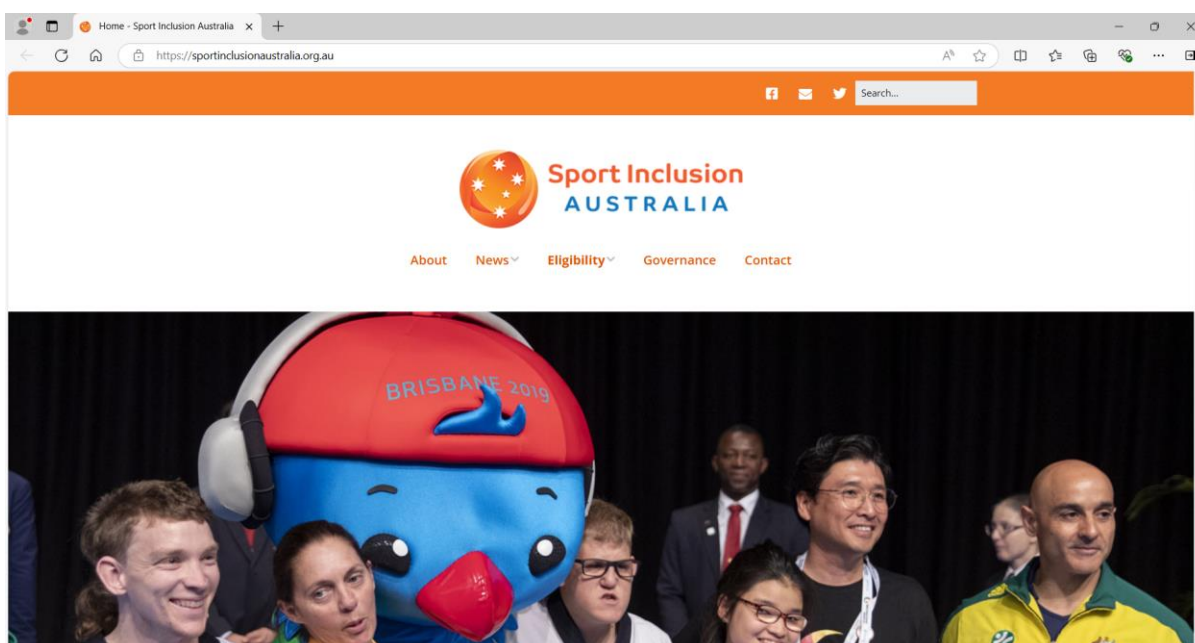 Home - Sport Inclusion Australia
https://sportinclusionaustralia.org.au
Search...
Sport Inclusion
AUSTRALIA
About News Eligibility Governance Contact
BRISBANE 2019